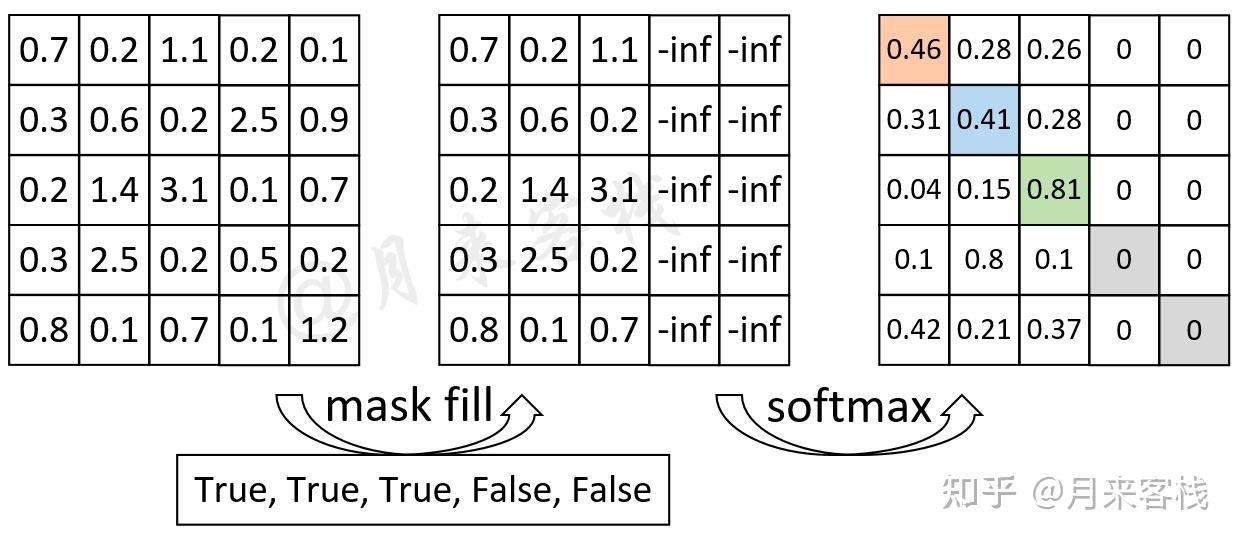 0.7 0.2 1.1 0.2 0.1 0.7 0.2 1.1 -inf -inf 0.46 0.28 0.26 0 0
0.3 0.6 0.2 2.5 0.9 0.3 0.6 0.2 -inf -inf 0.31 0.41 0.28 0 0
0.2 1.4 3.1 0.1 0.7 0.2 1.4 3.1 -inf -inf 0.04 0.15 0.81 0 0
0.3 2.5 0.2 0.5 0.2 0.3 2.5 0.2 -inf -inf 0.1 0.8 0.1 0 0
0.8 0.1 0.7 0.1 1.2 0.8 0.1 0.7 -inf -inf 0.42 0.21 0.37 0 0
@月来客栈
mask fill softmax
True, True, True, False, False
知乎 @月来客栈